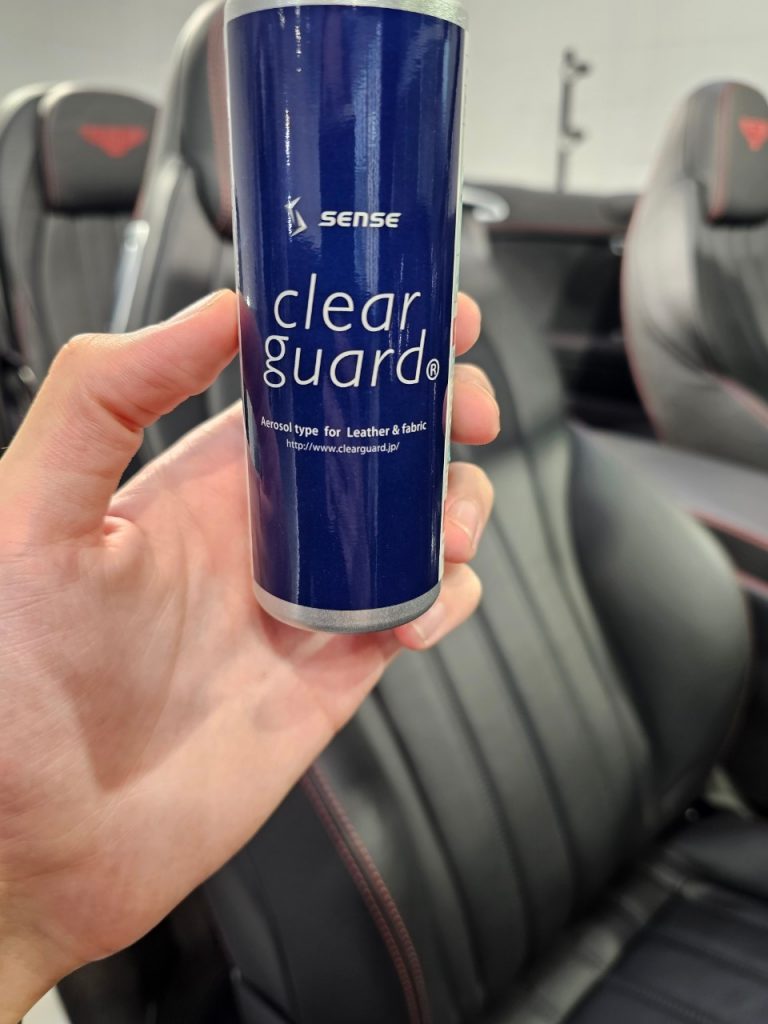 SENSE
clear
guard®
Aerosol type for Leather & fabric
http://www.clearguard.jp/